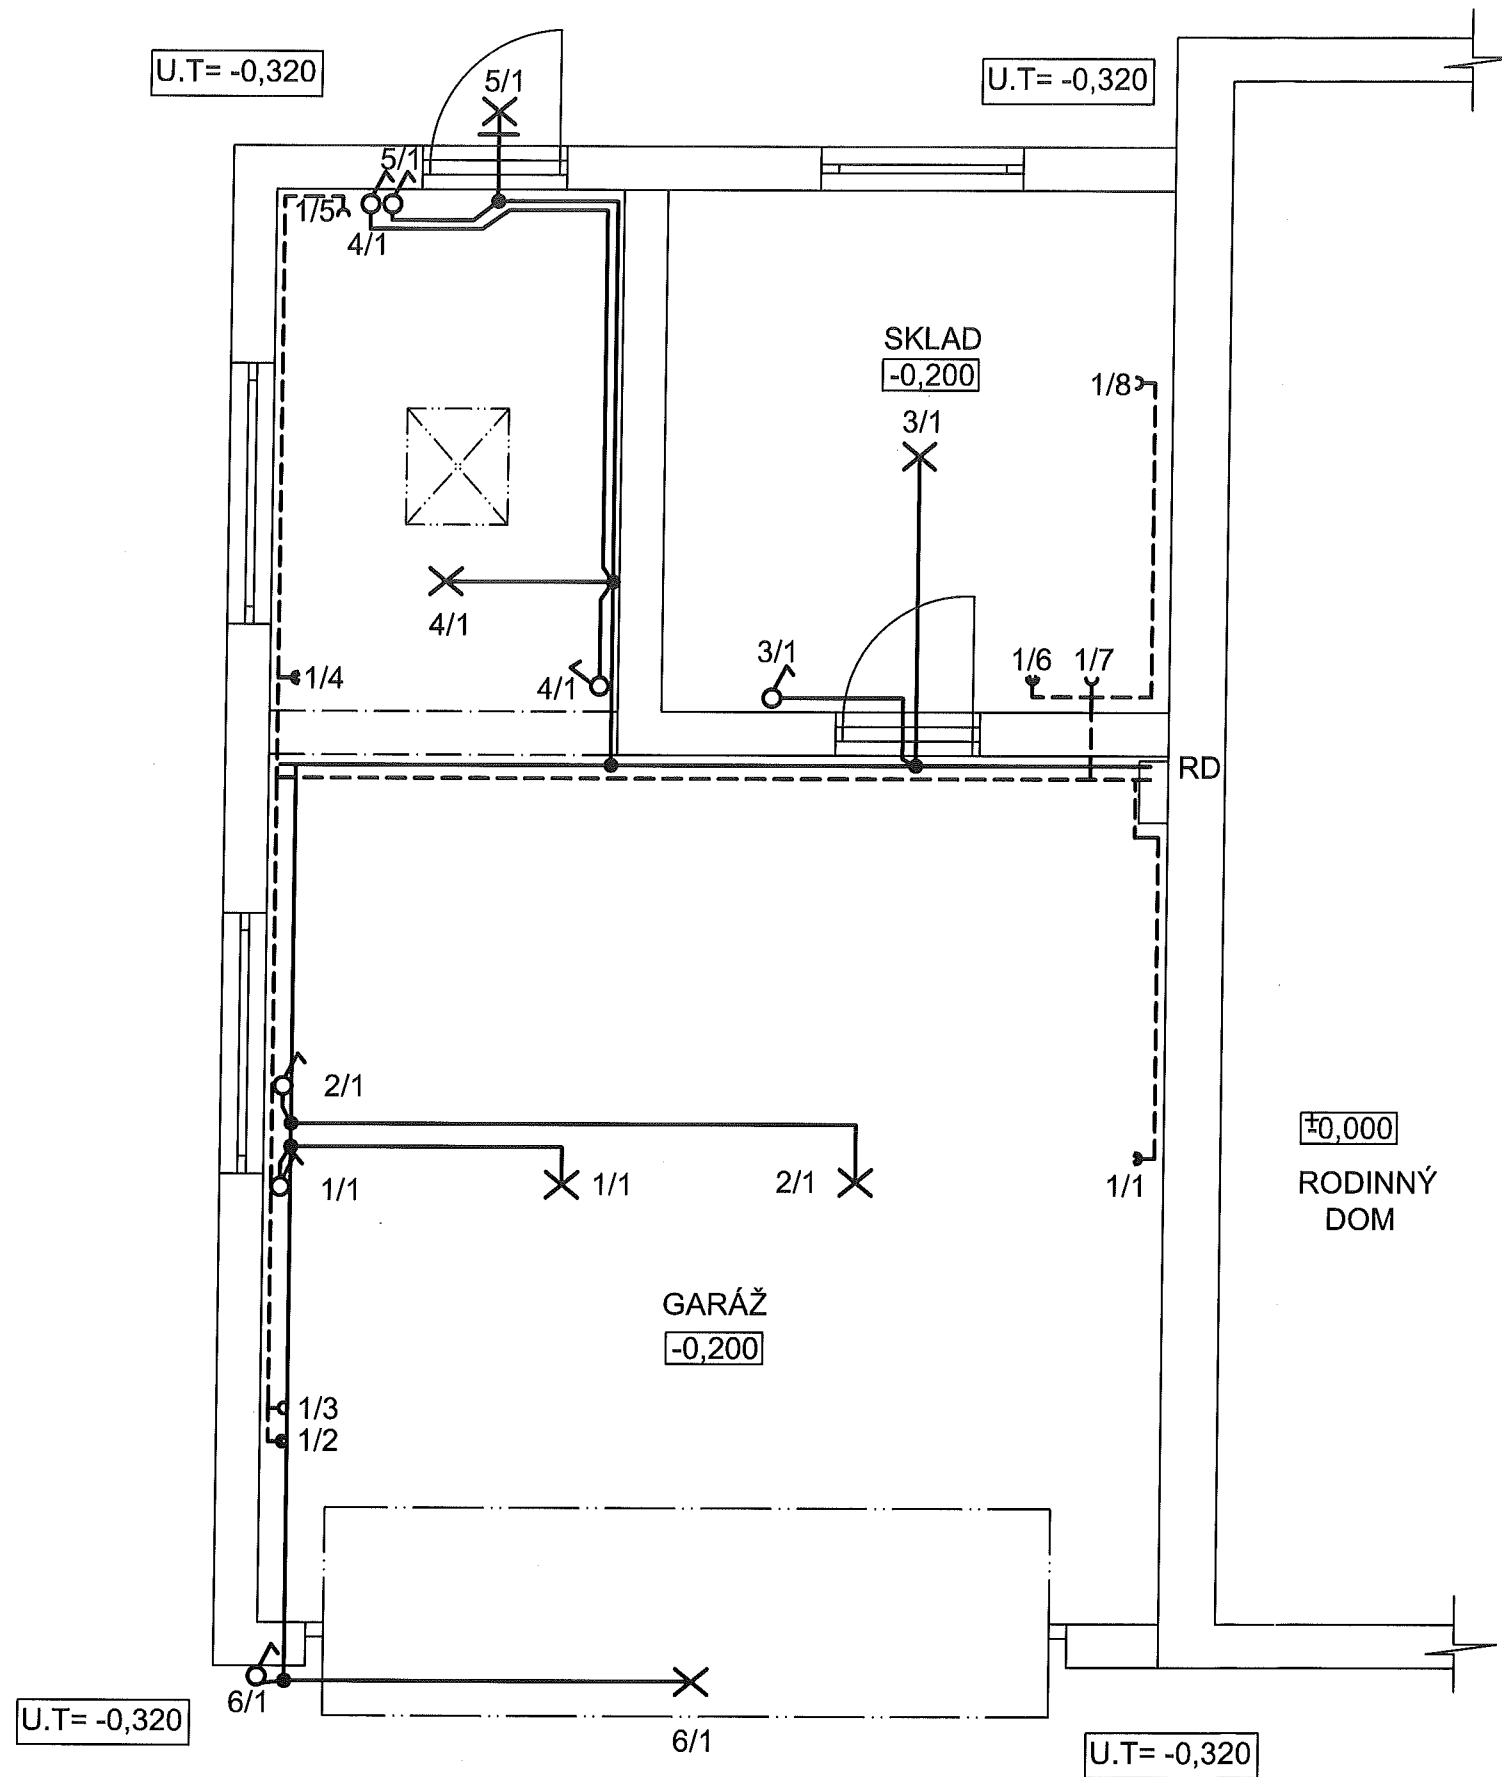 U.T= -0,320
U.T= -0,320
5/1
5/1
1/5
4/1
SKLAD
-0,200
1/8
3/1
4/1
3/1
1/6
1/7
1/4
4/1
RD
2/1
±0,000
1/1
1/1
2/1
1/1
RODINNÝ
DOM
GARÁŽ
-0,200
1/3
1/2
6/1
U.T= -0,320
6/1
U.T= -0,320